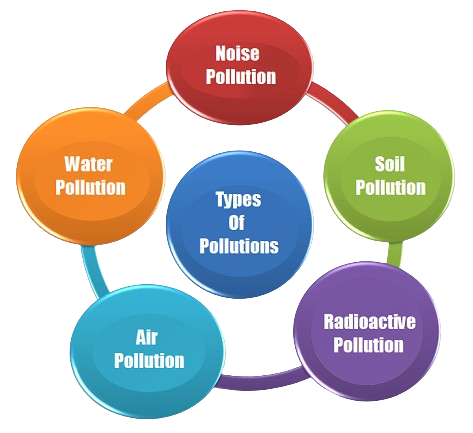 Noise
Pollution
Water
Pollution
Soil
Pollution
Types
Of
Pollutions
Air
Pollution
Radioactive
Pollution